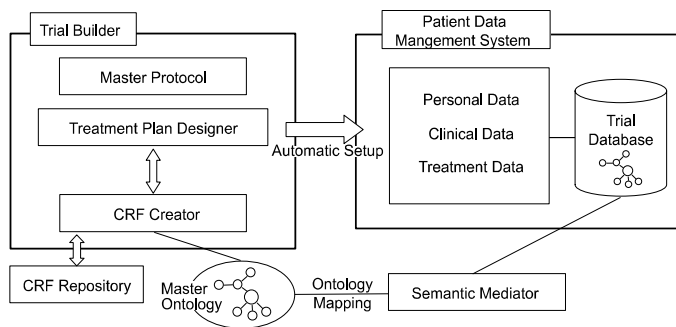 Trial Builder
Master Protocol
Treatment Plan Designer
CRF Creator
CRF Repository
Automatic Setup
Patient Data
Mangement System
Personal Data
Clinical Data
Treatment Data
Trial
Database
Master
Ontology
Ontology
Mapping
Semantic Mediator